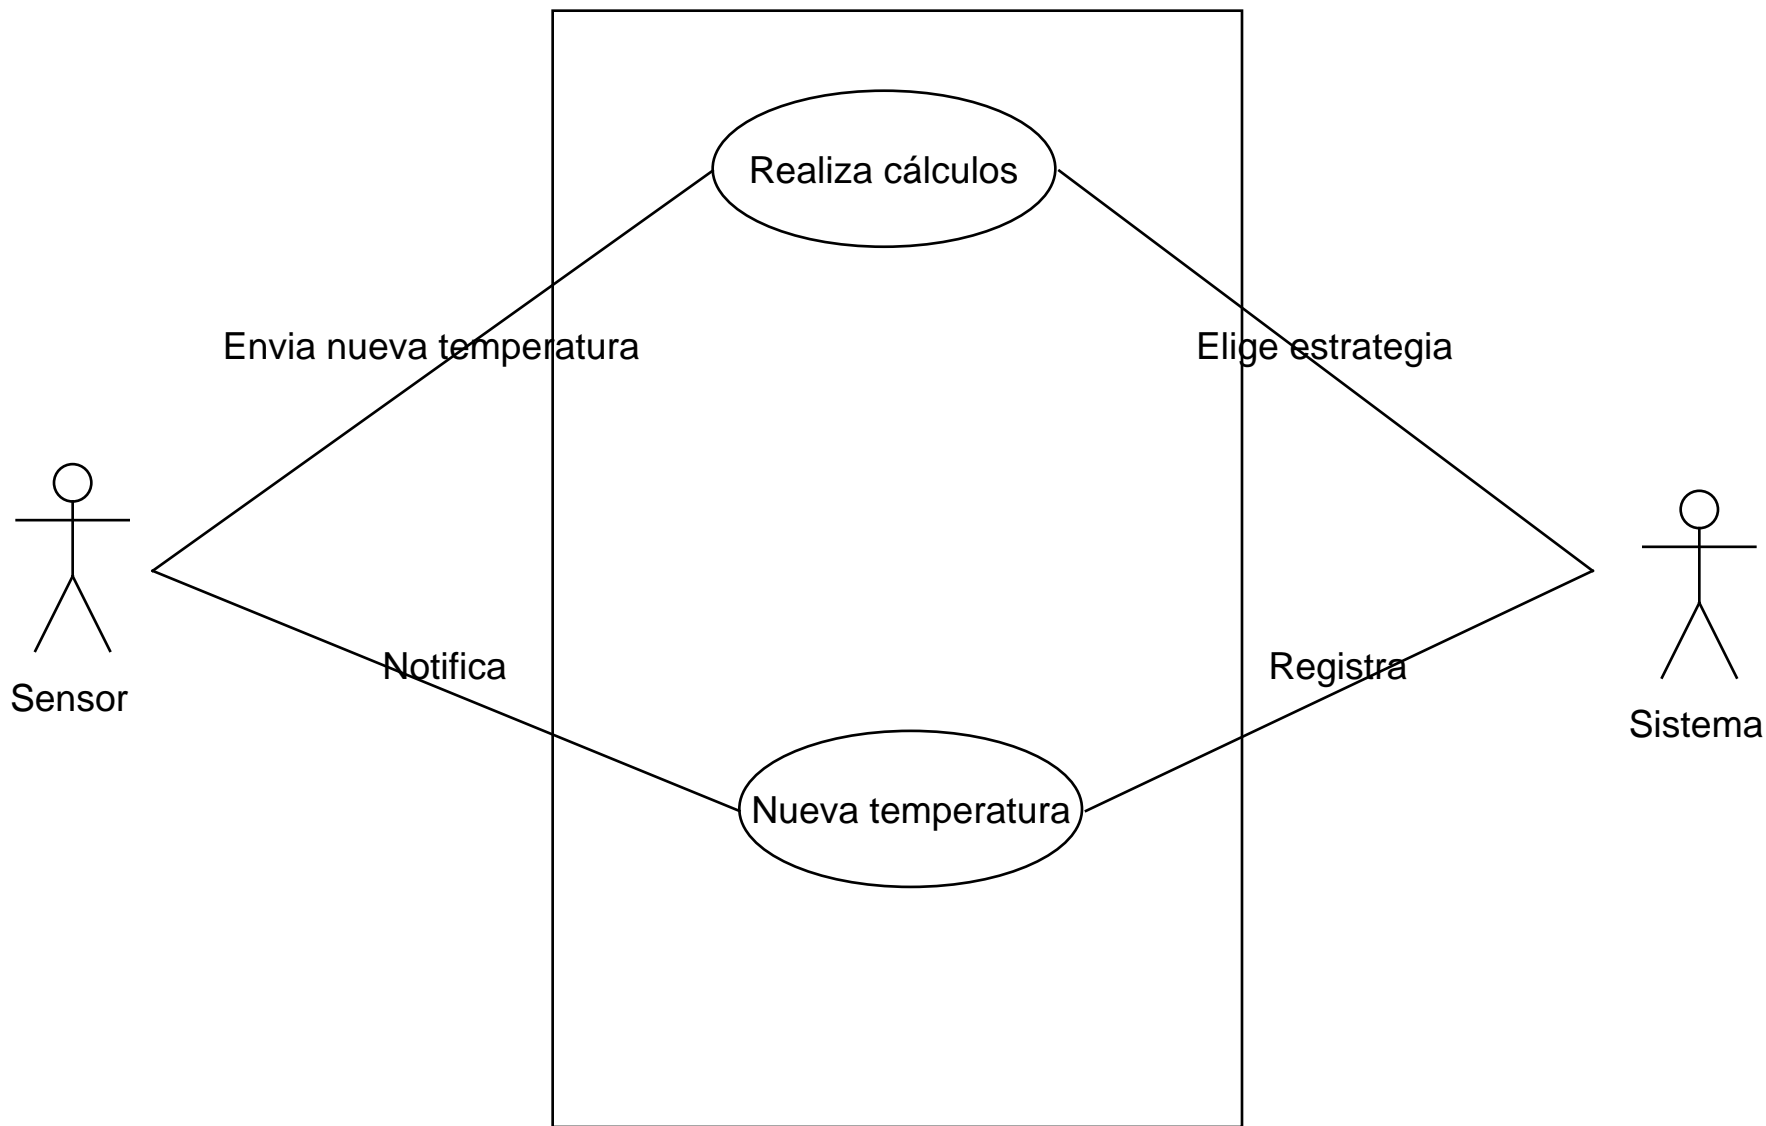 Realiza cálculos
Envia nueva temperatura
Elige estrategia
Notifica
Registra
Sensor
Sistema
Nueva temperatura